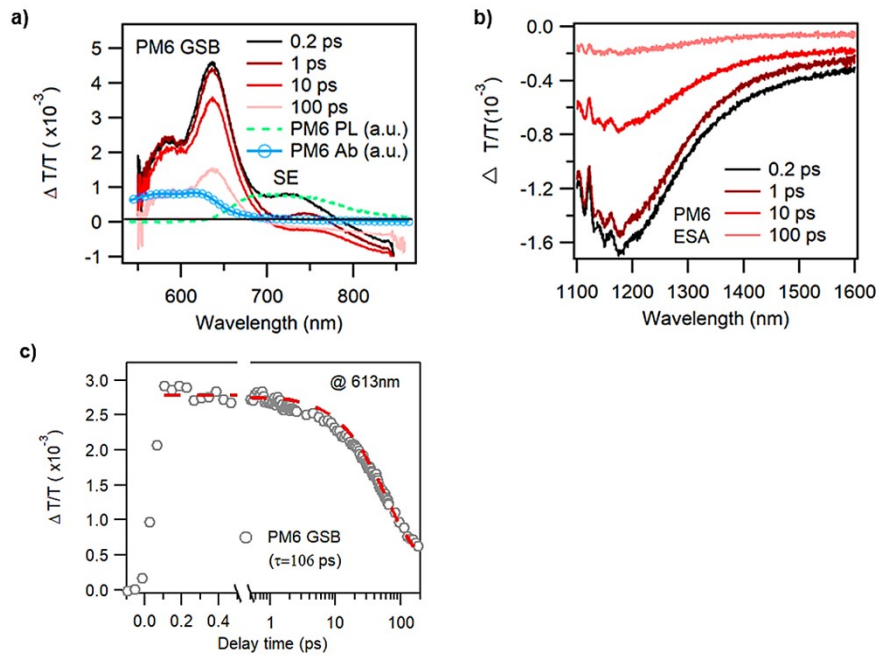 a)
PM6 GSB
0.2 ps
1 ps
10 ps
100 ps
PM6 PL (a.u.)
PM6 Ab (a.u.)
SE
5
4
3
2
1
0
-1
Δ T/T ( x10⁻³)
600
700
800
Wavelength (nm)
b)
0.0
-0.4
-0.8
-1.2
-1.6
△ T/T(10⁻³)
0.2 ps
1 ps
10 ps
100 ps
PM6
ESA
1100
1200
1300
1400
1500
1600
Wavelength (nm)
c)
@ 613nm
3.0
2.5
2.0
1.5
1.0
0.5
0.0
Δ T/T ( x10⁻³)
PM6 GSB
(τ=106 ps)
0.0
0.2
0.4
1
10
100
Delay time (ps)